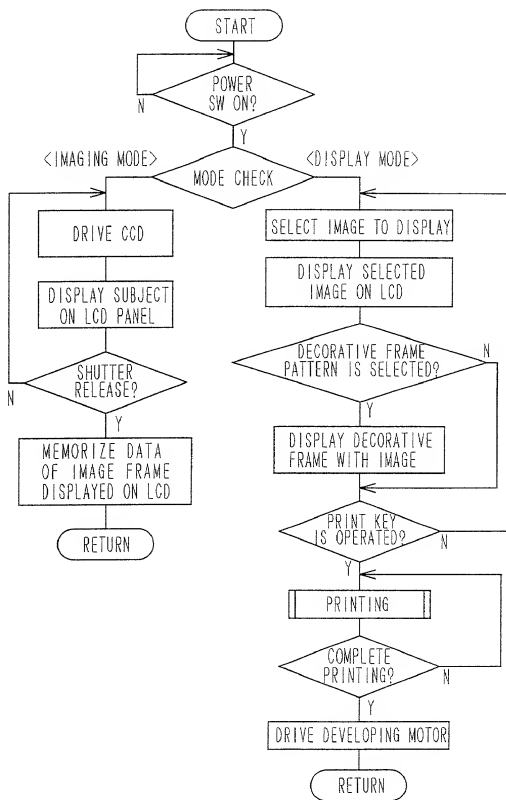 START
POWER
SW ON?
N
Y
<IMAGING MODE>
MODE CHECK
<DISPLAY MODE>
DRIVE CCD
DISPLAY SUBJECT
ON LCD PANEL
SHUTTER
RELEASE?
N
Y
MEMORIZE DATA
OF IMAGE FRAME
DISPLAYED ON LCD
RETURN
SELECT IMAGE TO DISPLAY
DISPLAY SELECTED
IMAGE ON LCD
DECORATIVE FRAME
PATTERN IS SELECTED?
N
Y
DISPLAY DECORATIVE
FRAME WITH IMAGE
PRINT KEY
IS OPERATED?
N
Y
PRINTING
COMPLETE
PRINTING?
N
Y
DRIVE DEVELOPING MOTOR
RETURN